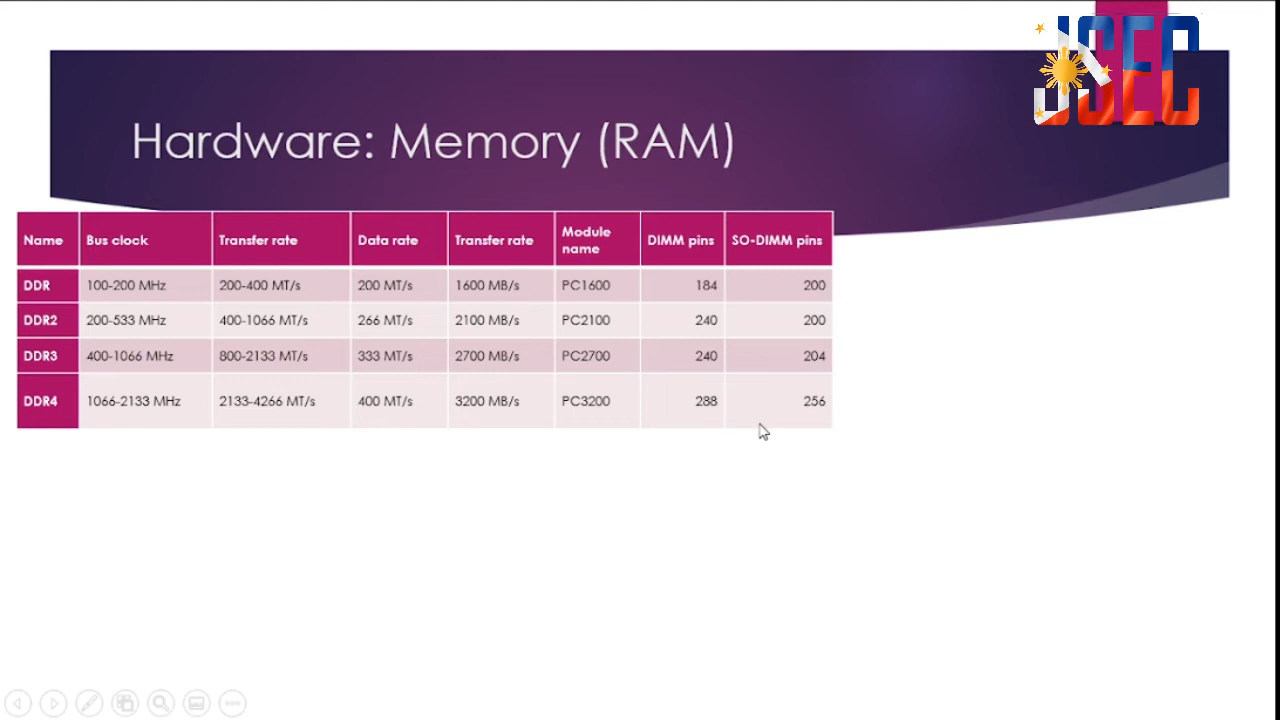 JSEC
Hardware: Memory (RAM)
Name Bus clock Transfer rate Data rate Transfer rate Module name DIMM pins SO-DIMM pins
DDR 100-200 MHz 200-400 MT/s 200 MT/s 1600 MB/s PC1600 184 200
DDR2 200-533 MHz 400-1066 MT/s 266 MT/s 2100 MB/s PC2100 240 200
DDR3 400-1066 MHz 800-2133 MT/s 333 MT/s 2700 MB/s PC2700 240 204
DDR4 1066-2133 MHz 2133-4266 MT/s 400 MT/s 3200 MB/s PC3200 288 256